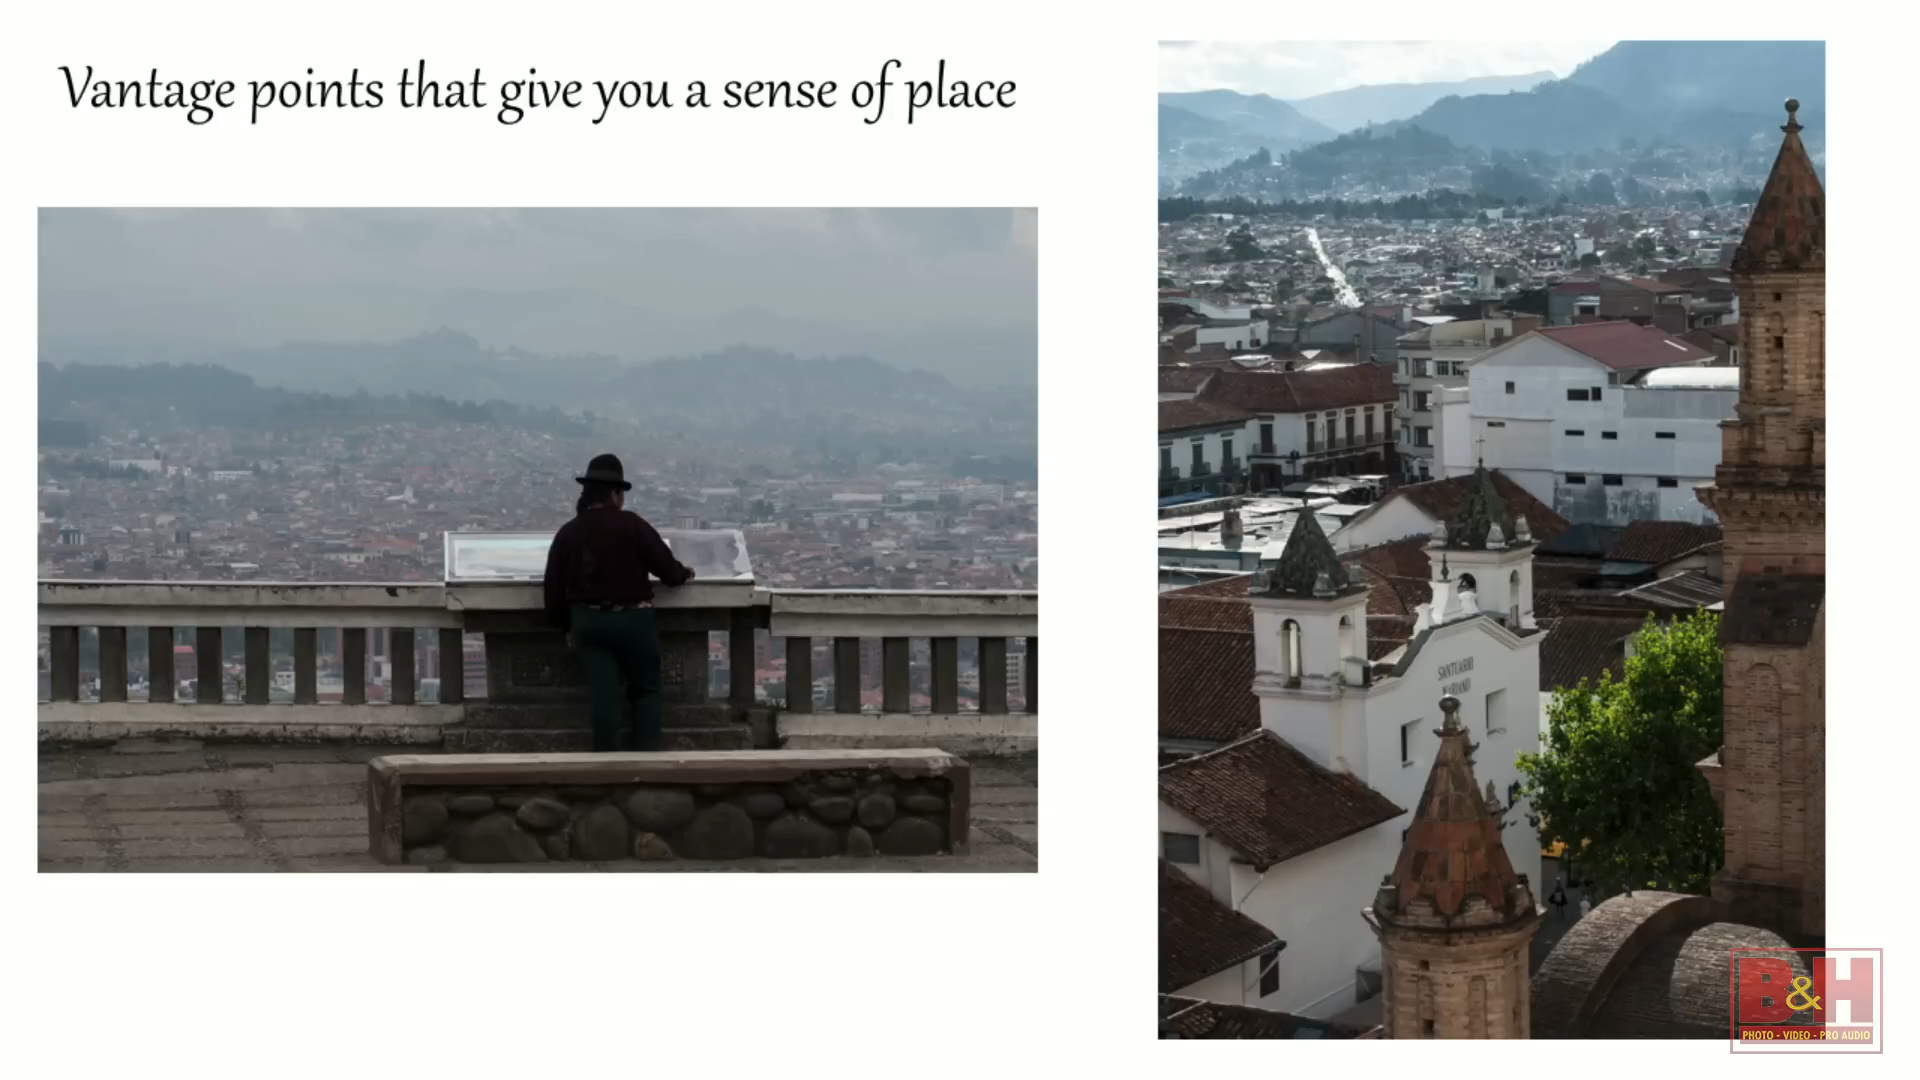 Vantage points that give you a sense of place
SANTUARIO
MARIANO
B&H
PHOTO - VIDEO - PRO AUDIO